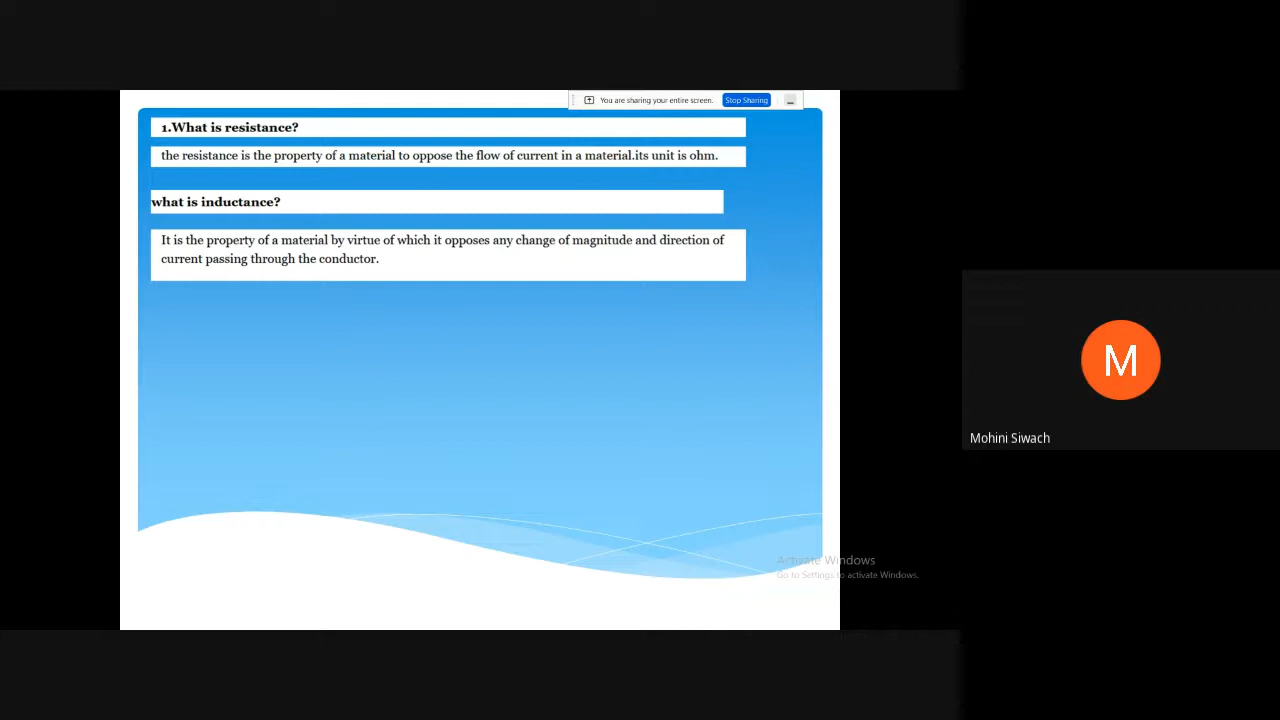 You are sharing your entire screen.
Stop Sharing
1.What is resistance?
the resistance is the property of a material to oppose the flow of current in a material.its unit is ohm.
what is inductance?
It is the property of a material by virtue of which it opposes any change of magnitude and direction of
current passing through the conductor.
M
Mohini Siwach
Activate Windows
Go to Settings to activate Windows.